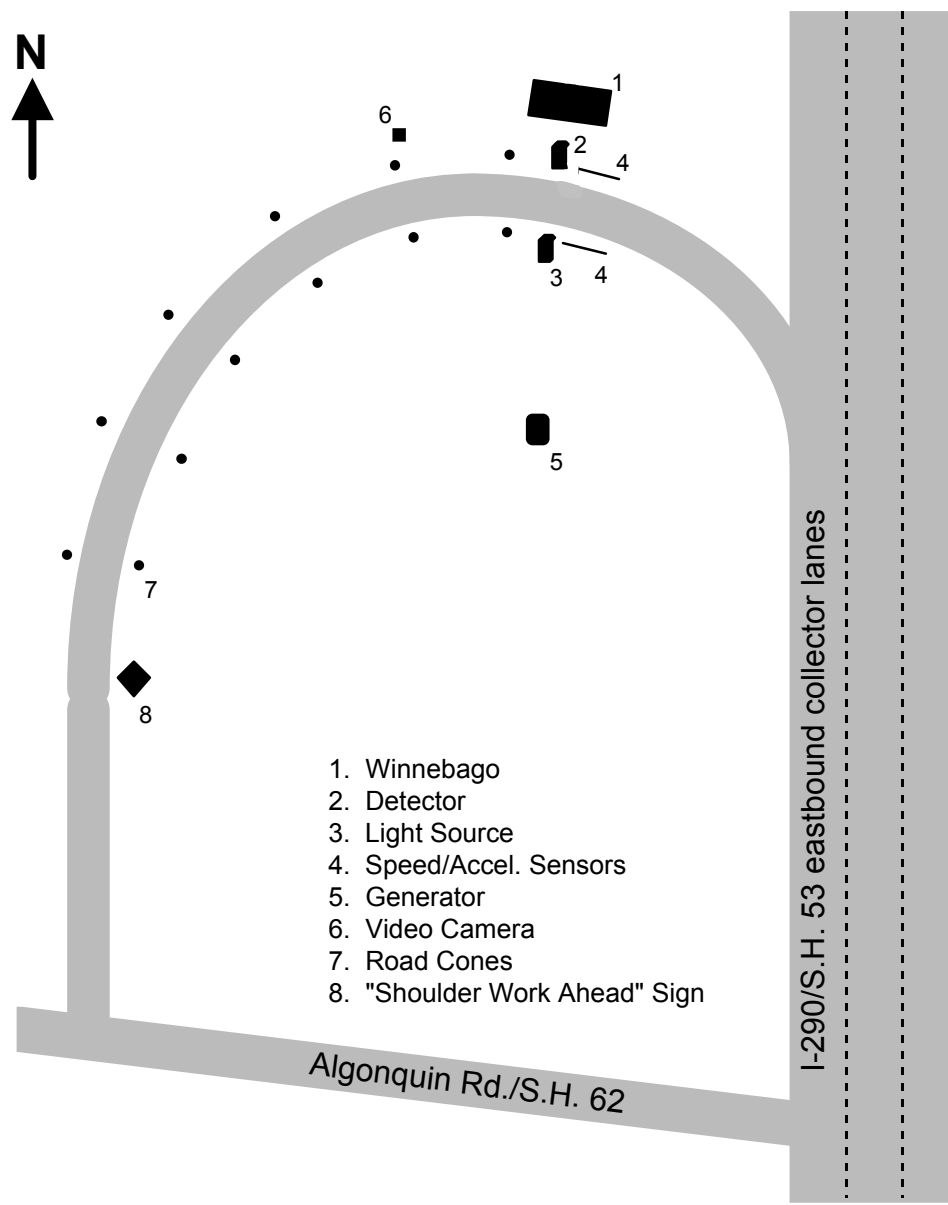 N
1
6
2
4
3
4
5
7
8
1. Winnebago
2. Detector
3. Light Source
4. Speed/Accel. Sensors
5. Generator
6. Video Camera
7. Road Cones
8. "Shoulder Work Ahead" Sign
I-290/S.H. 53 eastbound collector lanes
Algonquin Rd./S.H. 62